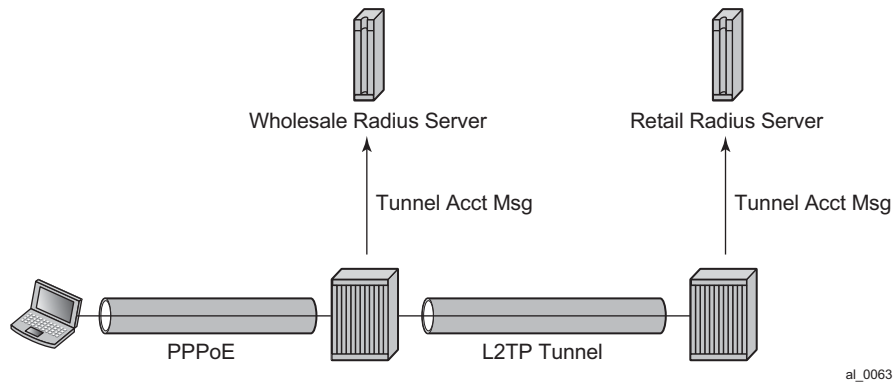 Wholesale Radius Server
Retail Radius Server
Tunnel Acct Msg
Tunnel Acct Msg
PPPoE
L2TP Tunnel
al_0063